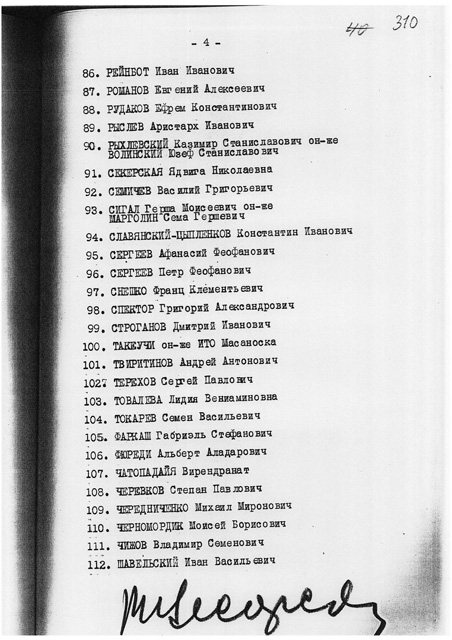 40 310
- 4 -
86. РЕЙНБОТ Иван Иванович
87. РОМАНОВ Евгений Алексеевич
88. РУДАКОВ Ефрем Константинович
89. РЫСЛЕВ Аристарх Иванович
90. РЫХЛЕВСКИЙ Казимир Станиславович он-же
ВОЛИНСКИЙ Юзеф Станиславович
91. СЕКЕРСКАЯ Ядвига Николаевна
92. СЕМИЧЕВ Василий Григорьевич
93. СИГАЛ Герша Моисеевич он-же
МАРГОЛИН Сема Гершевич
94. СЛАВЯНСКИЙ-ЦЫПЛЕНКОВ Константин Иванович
95. СЕРГЕЕВ Афанасий Феофанович
96. СЕРГЕЕВ Петр Феофанович
97. СНЕШКО Франц Клементьевич
98. СПЕКТОР Григорий Александрович
99. СТРОГАНОВ Дмитрий Иванович
100. ТАКЕУЧИ он-же ИТО Масаноска
101. ТВИРИТИНОВ Андрей Антонович
102. ТЕРЕХОВ Сергей Павлович
103. ТОВАЛЕВА Лидия Вениаминовна
104. ТОКАРЕВ Семен Васильевич
105. ФАРКАШ Габриэль Стефанович
106. ФЮРЕДИ Альберт Аладарович
107. ЧАТОПАДАЙЯ Вирендранат
108. ЧЕРЕВКОВ Степан Павлович
109. ЧЕРЕДНИЧЕНКО Михаил Миронович
110. ЧЕРНОМОРДИК Моисей Борисович
111. ЧИЖОВ Владимир Семенович
112. ШАВЕЛЬСКИЙ Иван Васильевич